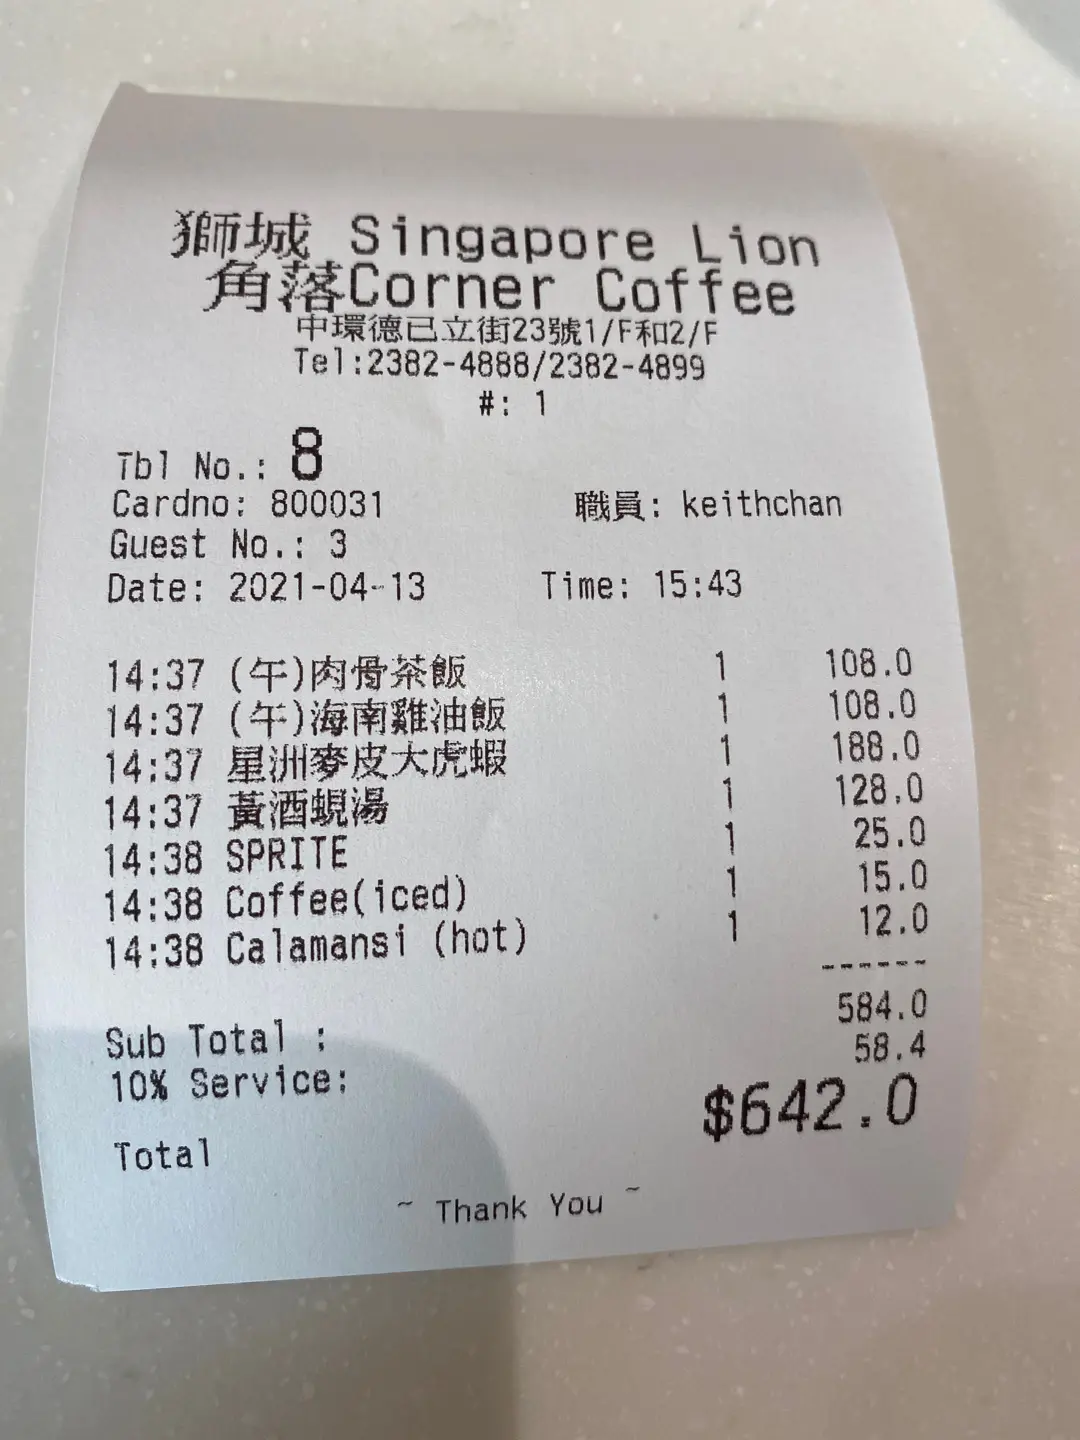 獅城 Singapore Lion
角落Corner Coffee
中環德已立街23號1/F和2/F
Tel:2382-4888/2382-4899
#: 1
Tbl No.: 8
Cardno: 800031 職員: keithchan
Guest No.: 3
Date: 2021-04-13 Time: 15:43
14:37 (午)肉骨茶飯 1 108.0
14:37 (午)海南雞油飯 1 108.0
14:37 星洲麥皮大虎蝦 1 188.0
14:37 黃酒蜆湯 1 128.0
14:38 SPRITE 1 25.0
14:38 Coffee(iced) 1 15.0
14:38 Calamansi (hot) 1 12.0
------
Sub Total : 584.0
10% Service: 58.4
Total $642.0
~ Thank You ~